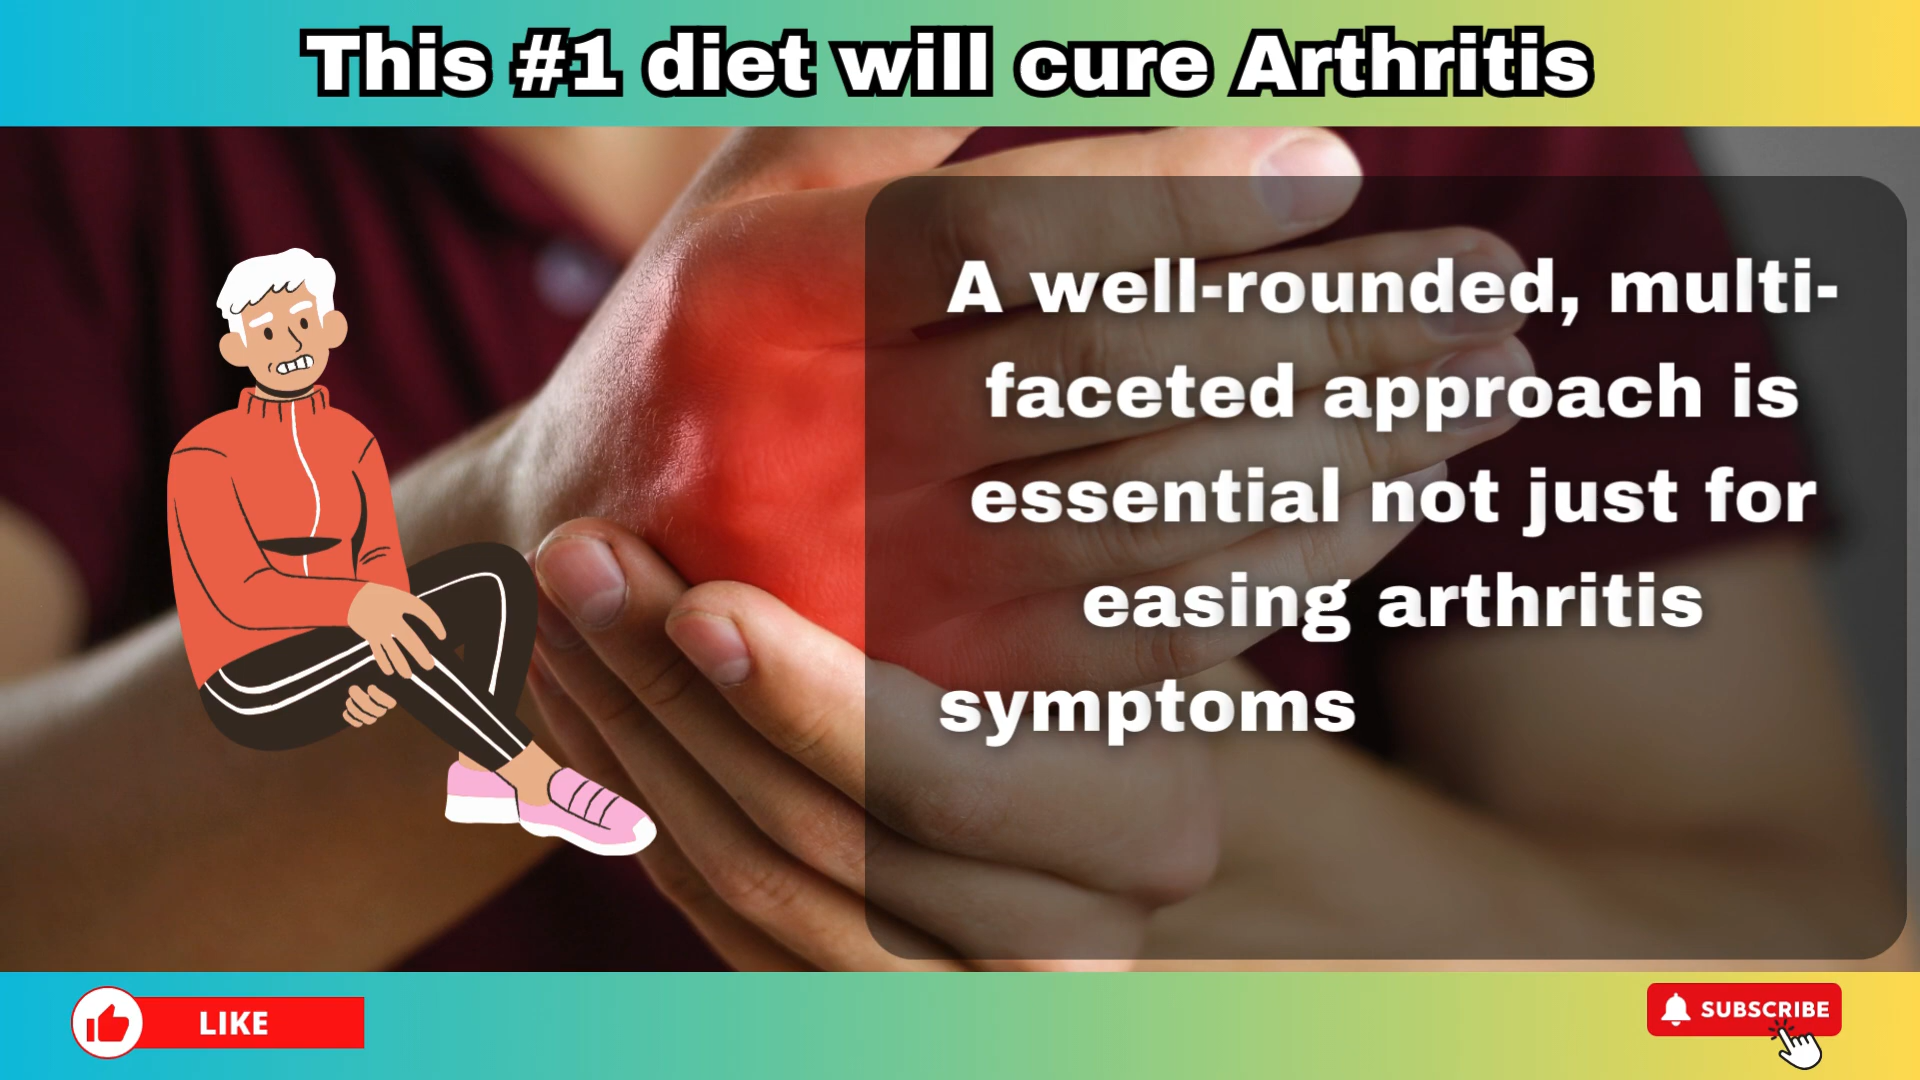 This #1 diet will cure Arthritis
A well-rounded, multi-
faceted approach is
essential not just for
easing arthritis
symptoms
LIKE
SUBSCRIBE